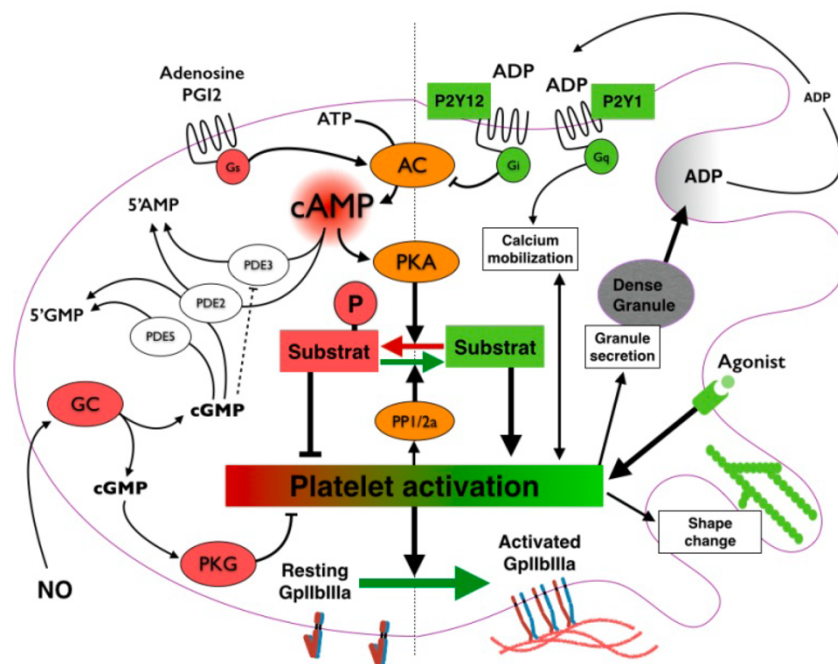 Adenosine
PGI2
Gs
ATP
AC
P2Y12
ADP
Gi
ADP
P2Y1
Gq
ADP
ADP
cAMP
5'AMP
PDE3
PKA
Calcium
mobilization
Dense
Granule
Granule
secretion
PDE2
5'GMP
PDE5
P
Substrat
Substrat
Agonist
GC
cGMP
PP1/2a
cGMP
Platelet activation
Shape
change
NO
PKG
Resting
GpIIbIIIa
Activated
GpIIbIIIa